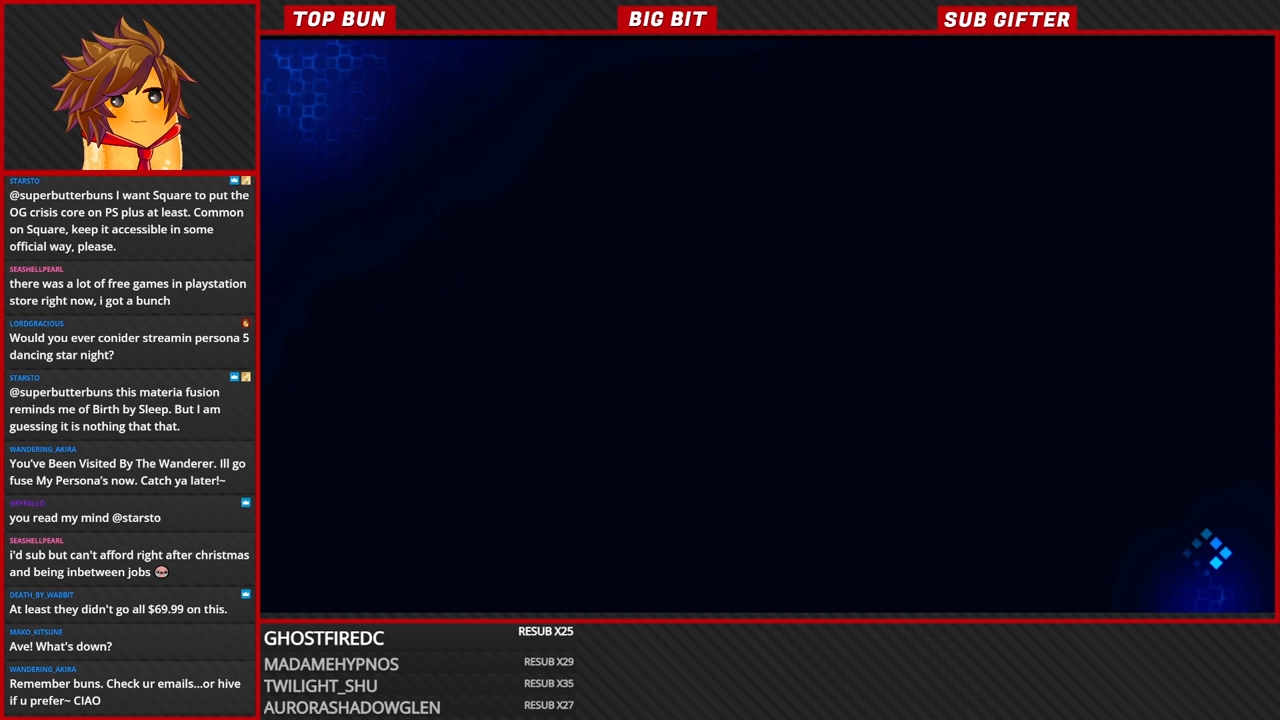 TOP BUN
BIG BIT
SUB GIFTER
STARSTO
@superbutterbuns I want Square to put the
OG crisis core on PS plus at least. Common
on Square, keep it accessible in some
official way, please.
SEASHELLPEARL
there was a lot of free games in playstation
store right now, i got a bunch
LORDGRACIOUS
Would you ever conider streamin persona 5
dancing star night?
STARSTO
@superbutterbuns this materia fusion
reminds me of Birth by Sleep. But I am
guessing it is nothing that that.
WANDERING_AKIRA
You've Been Visited By The Wanderer. Ill go
fuse My Persona's now. Catch ya later!~
you read my mind @starsto
SEASHELLPEARL
i'd sub but can't afford right after christmas
and being inbetween jobs
DEATH_BY_WABBIT
At least they didn't go all $69.99 on this.
MAKO_KITSUNE
Ave! What's down?
WANDERING_AKIRA
Remember buns. Check ur emails...or hive
if u prefer~ CIAO
GHOSTFIREDC RESUB X25
MADAMEHYPNOS RESUB X29
TWILIGHT_SHU RESUB X35
AURORASHADOWGLEN RESUB X27